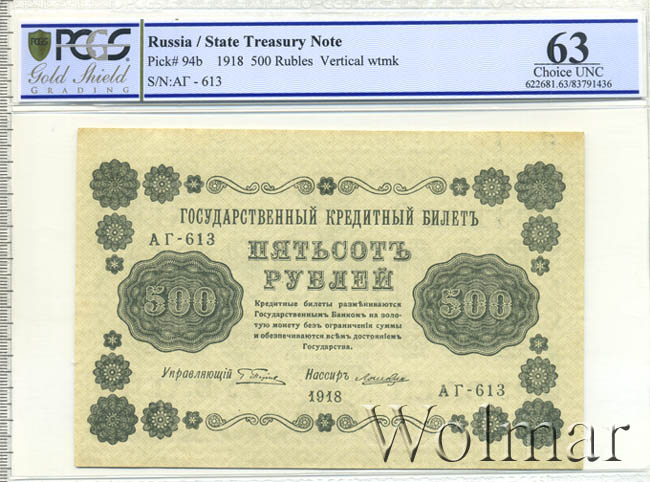 PCGS
Gold Shield
GRADING
Russia / State Treasury Note
Pick# 94b 1918 500 Rubles Vertical wtmk
S/N:АГ - 613
63
Choice UNC
622681.63/83791436
ГОСУДАРСТВЕННЫЙ КРЕДИТНЫЙ БИЛЕТЪ
АГ-613
ПЯТЬСОТЪ
РУБЛЕЙ
500
500
Кредитные билеты размѣниваются
Государственнымъ Банкомъ на золо-
тую монету безъ ограниченія суммы
и обезпечиваются всѣмъ достояніемъ
Государства.
Управляющій
Кассиръ
1918
АГ-613
Wolmar